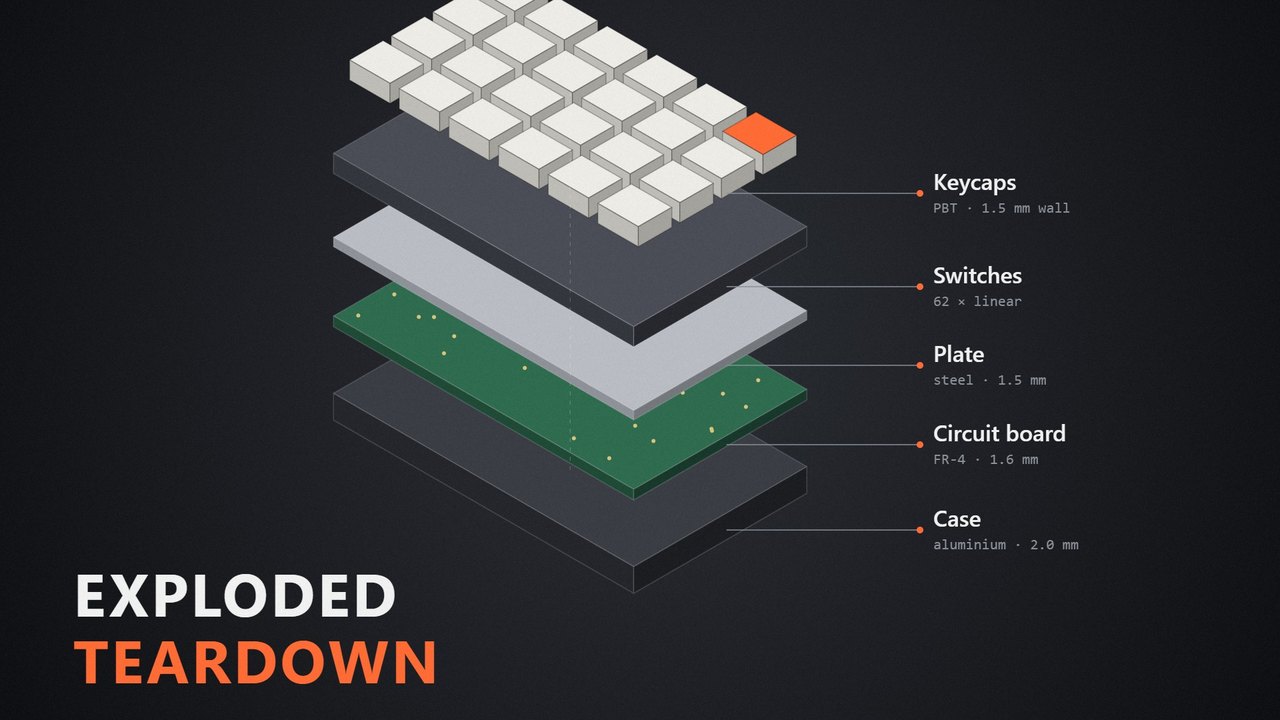 Keycaps
PBT · 1.5 mm wall
Switches
62 × linear
Plate
steel · 1.5 mm
Circuit board
FR-4 · 1.6 mm
Case
aluminium · 2.0 mm
EXPLODED
TEARDOWN